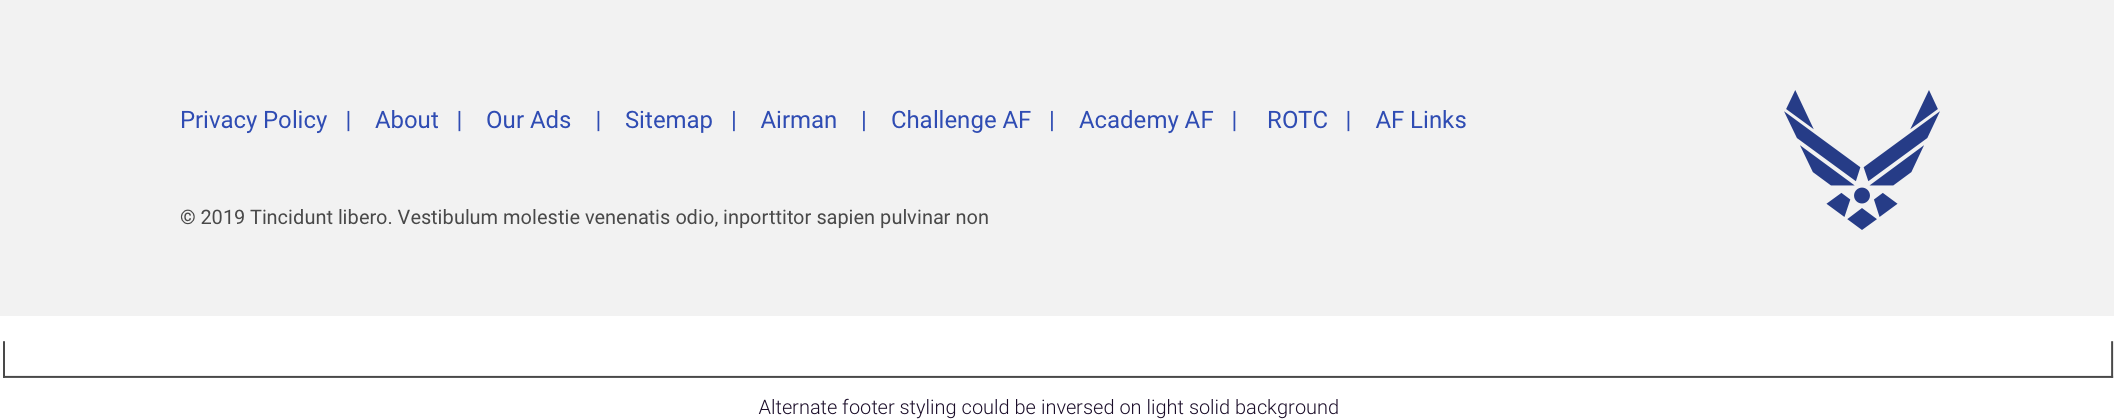 Privacy Policy | About | Our Ads | Sitemap | Airman | Challenge AF | Academy AF | ROTC | AF Links
© 2019 Tincidunt libero. Vestibulum molestie venenatis odio, inporttitor sapien pulvinar non
Alternate footer styling could be inversed on light solid background